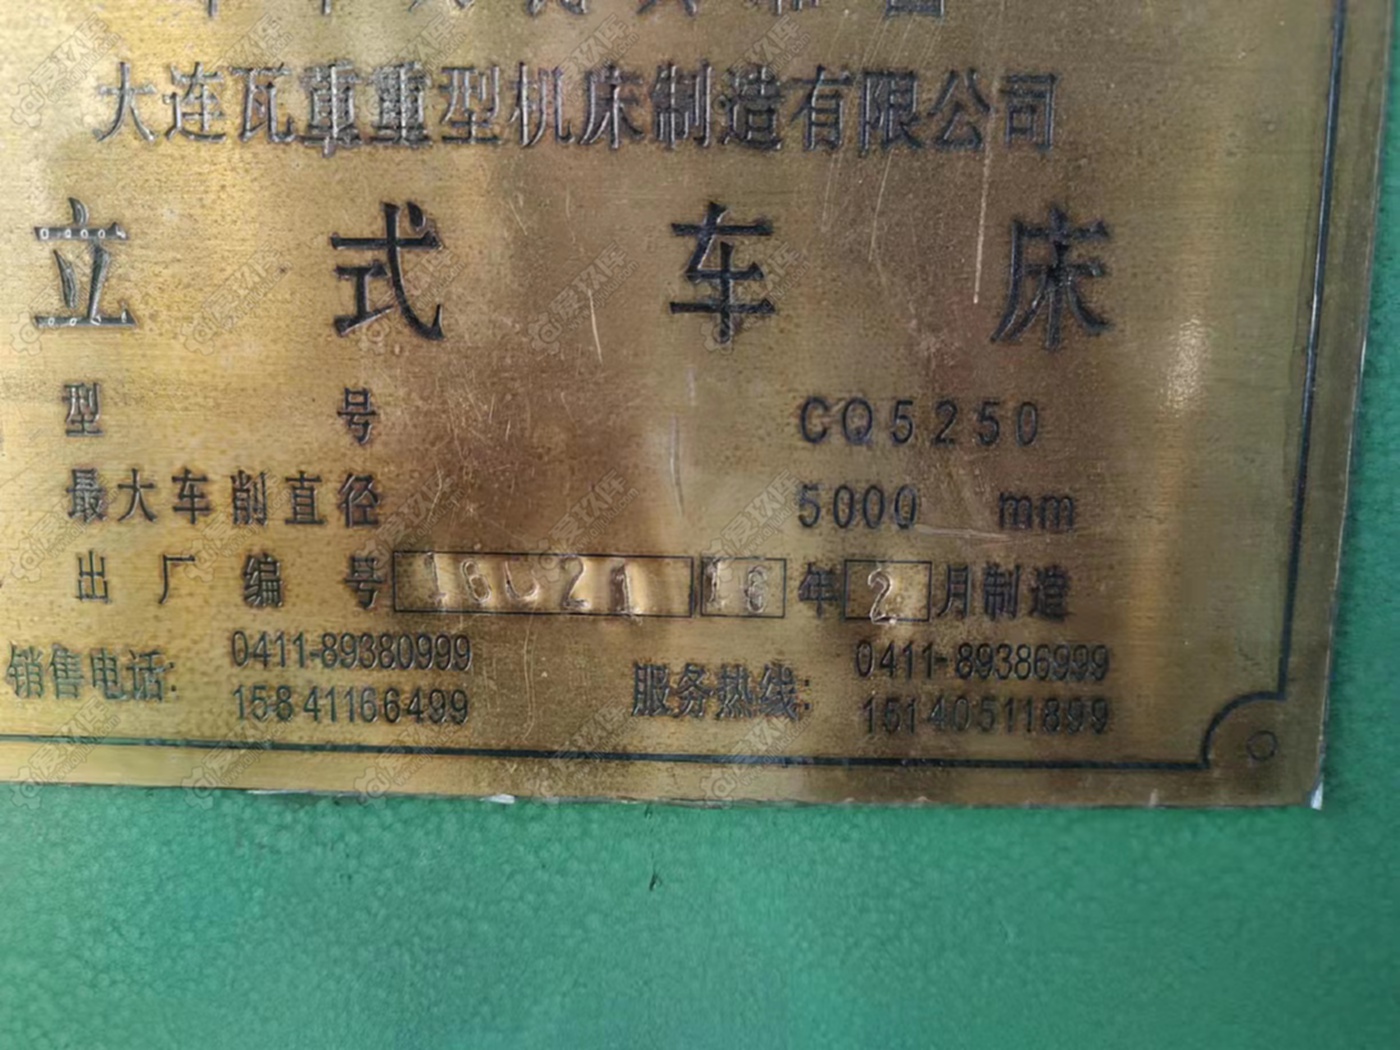 大连瓦重重型机床制造有限公司
立式车床
型号 CQ5250
最大车削直径 5000 mm
出厂编号 16021 16 年 2 月制造
销售电话: 0411-89380999 15841166499
服务热线: 0411-89386999 15140511899